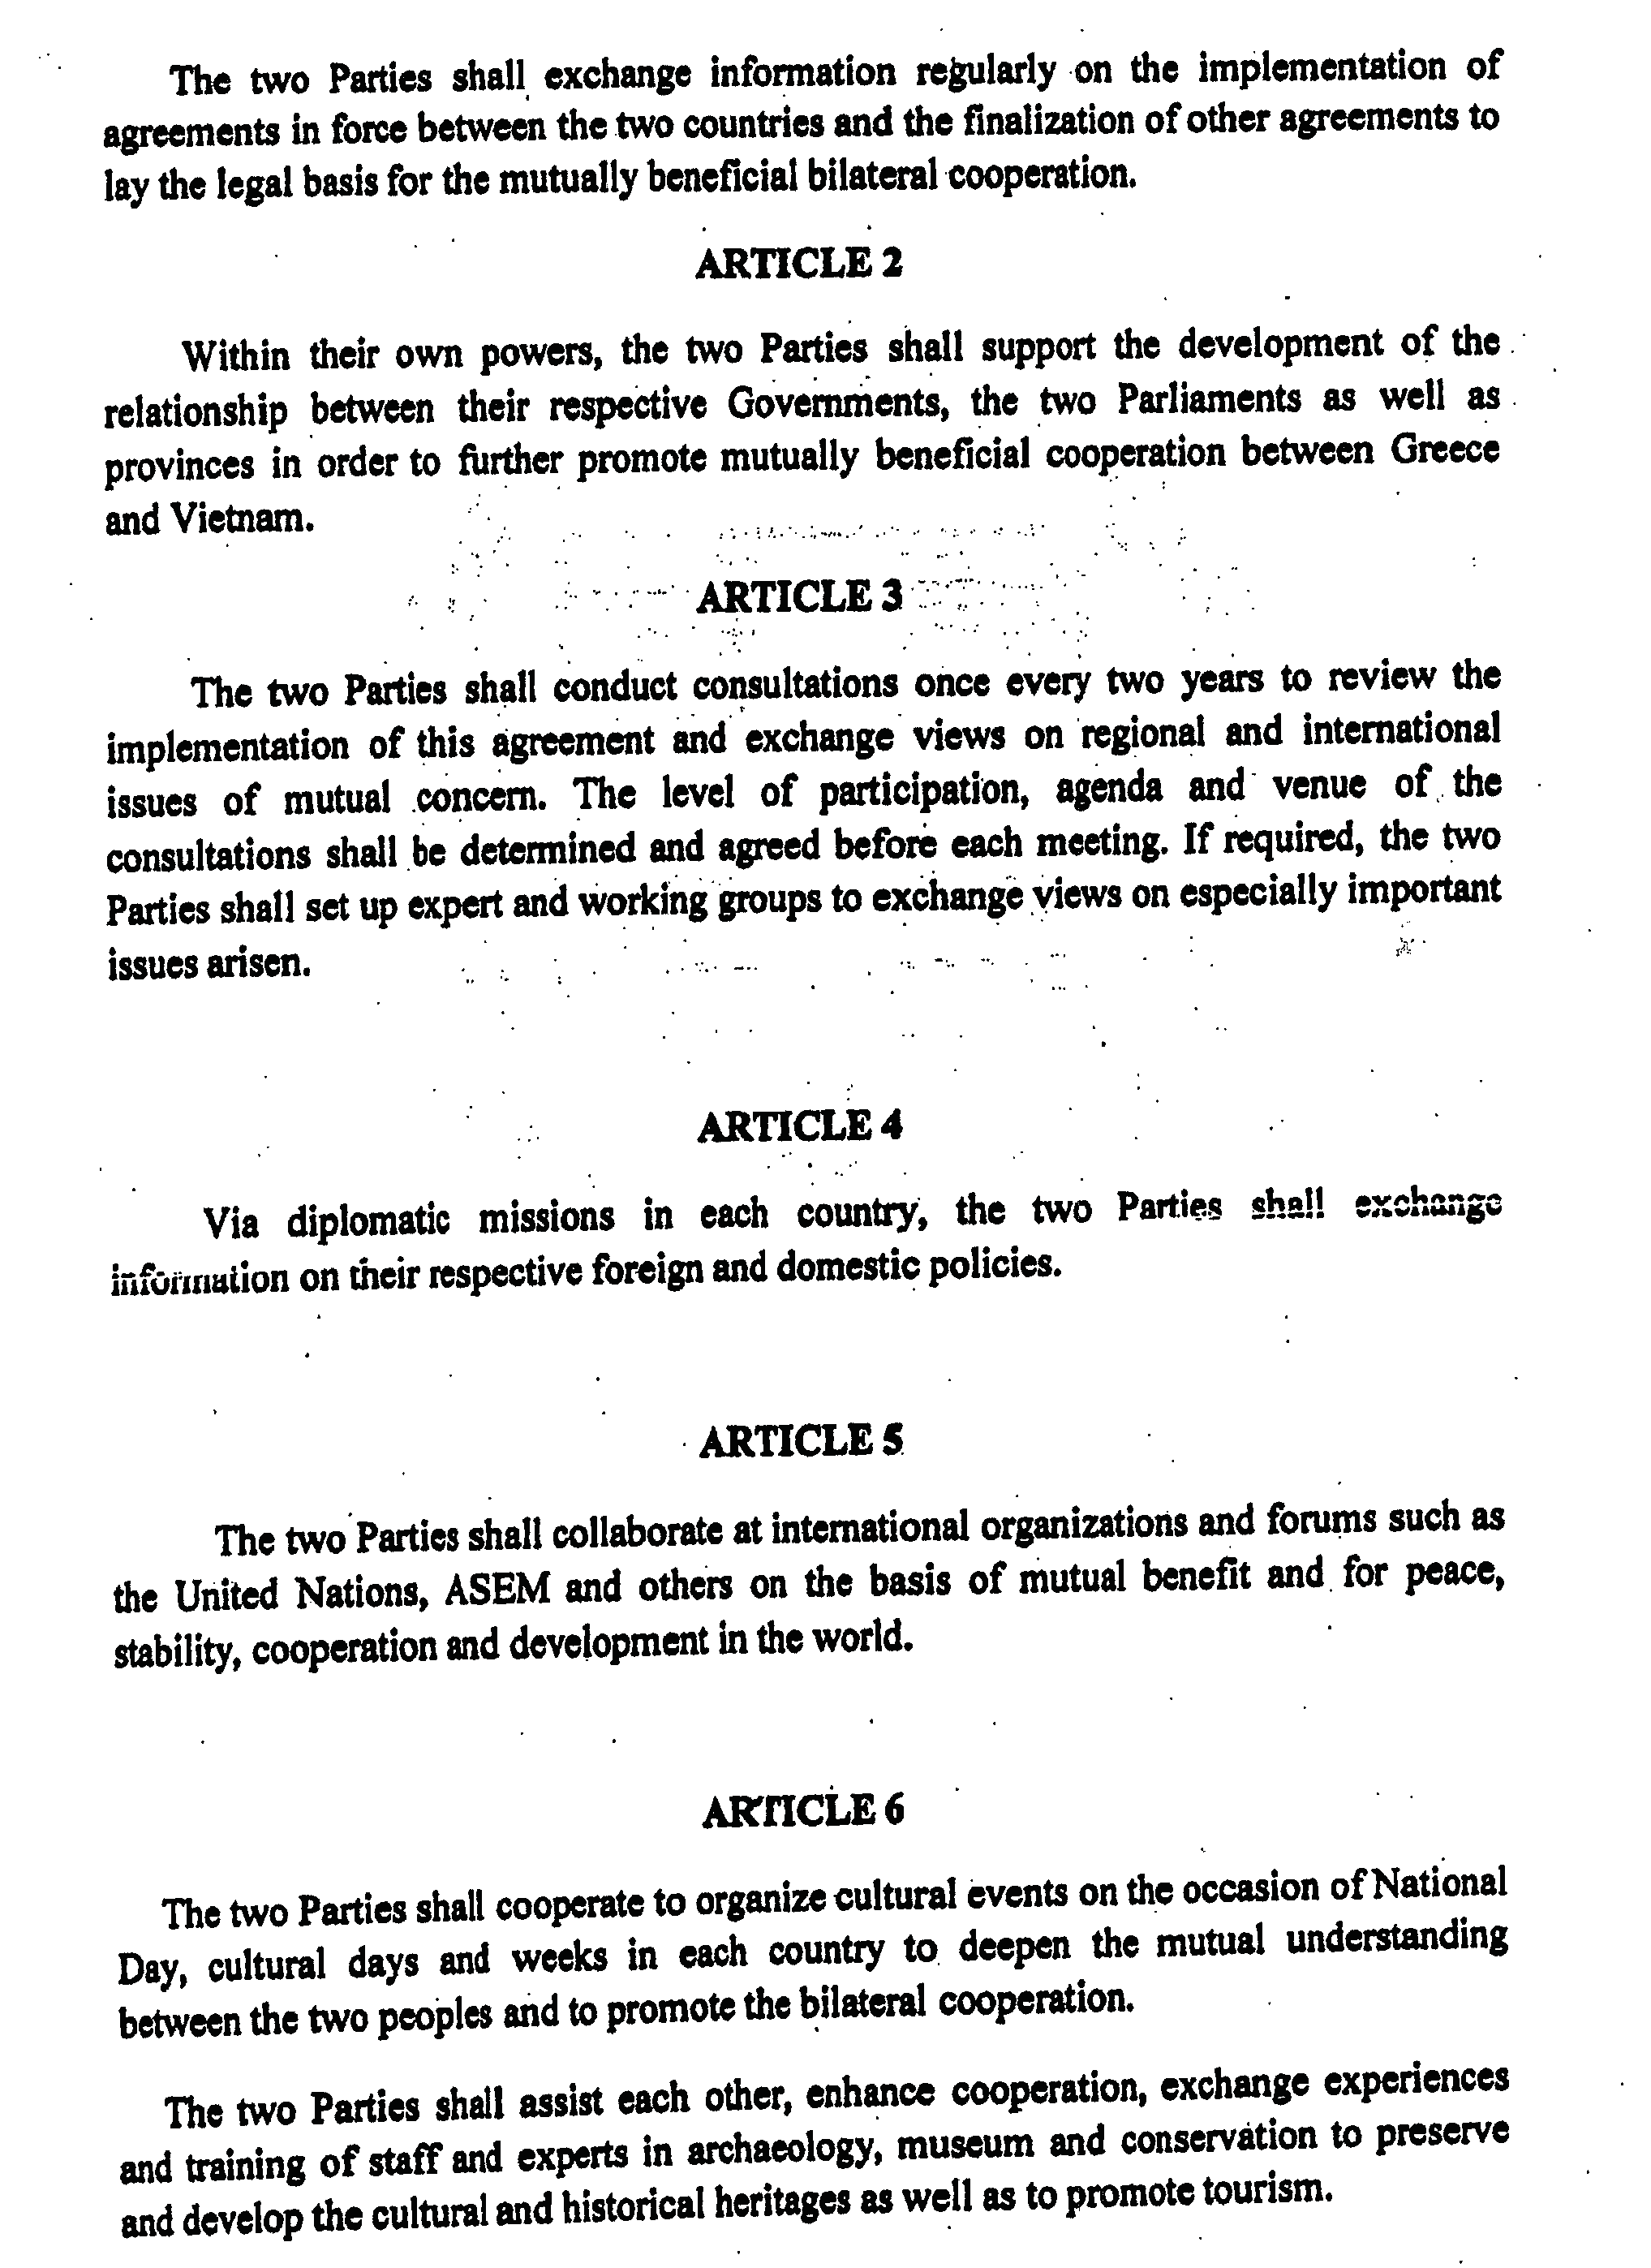 The two Parties shall exchange information regularly on the implementation of
agreements in force between the two countries and the finalization of other agreements to
lay the legal basis for the mutually beneficial bilateral cooperation.
ARTICLE 2
Within their own powers, the two Parties shall support the development of the
relationship between their respective Governments, the two Parliaments as well as
provinces in order to further promote mutually beneficial cooperation between Greece
and Vietnam.
ARTICLE 3
The two Parties shall conduct consultations once every two years to review the
implementation of this agreement and exchange views on regional and international
issues of mutual concern. The level of participation, agenda and venue of the
consultations shall be determined and agreed before each meeting. If required, the two
Parties shall set up expert and working groups to exchange views on especially important
issues arisen.
ARTICLE 4
Via diplomatic missions in each country, the two Parties shall exchange
information on their respective foreign and domestic policies.
ARTICLE 5
The two Parties shall collaborate at international organizations and forums such as
the United Nations, ASEM and others on the basis of mutual benefit and for peace,
stability, cooperation and development in the world.
ARTICLE 6
The two Parties shall cooperate to organize cultural events on the occasion of National
Day, cultural days and weeks in each country to deepen the mutual understanding
between the two peoples and to promote the bilateral cooperation.
The two Parties shall assist each other, enhance cooperation, exchange experiences
and training of staff and experts in archaeology, museum and conservation to preserve
and develop the cultural and historical heritages as well as to promote tourism.